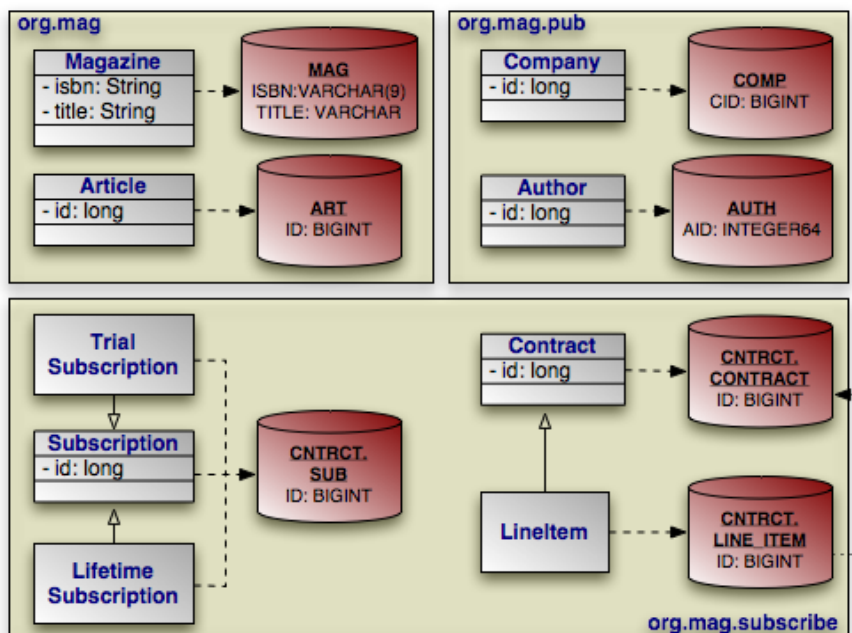 org.mag
Magazine
- isbn: String
- title: String
MAG
ISBN:VARCHAR(9)
TITLE: VARCHAR
Article
- id: long
ART
ID: BIGINT
org.mag.pub
Company
- id: long
COMP
CID: BIGINT
Author
- id: long
AUTH
AID: INTEGER64
Trial
Subscription
Subscription
- id: long
Lifetime
Subscription
CNTRCT.
SUB
ID: BIGINT
Contract
- id: long
CNTRCT.
CONTRACT
ID: BIGINT
LineItem
CNTRCT.
LINE_ITEM
ID: BIGINT
org.mag.subscribe